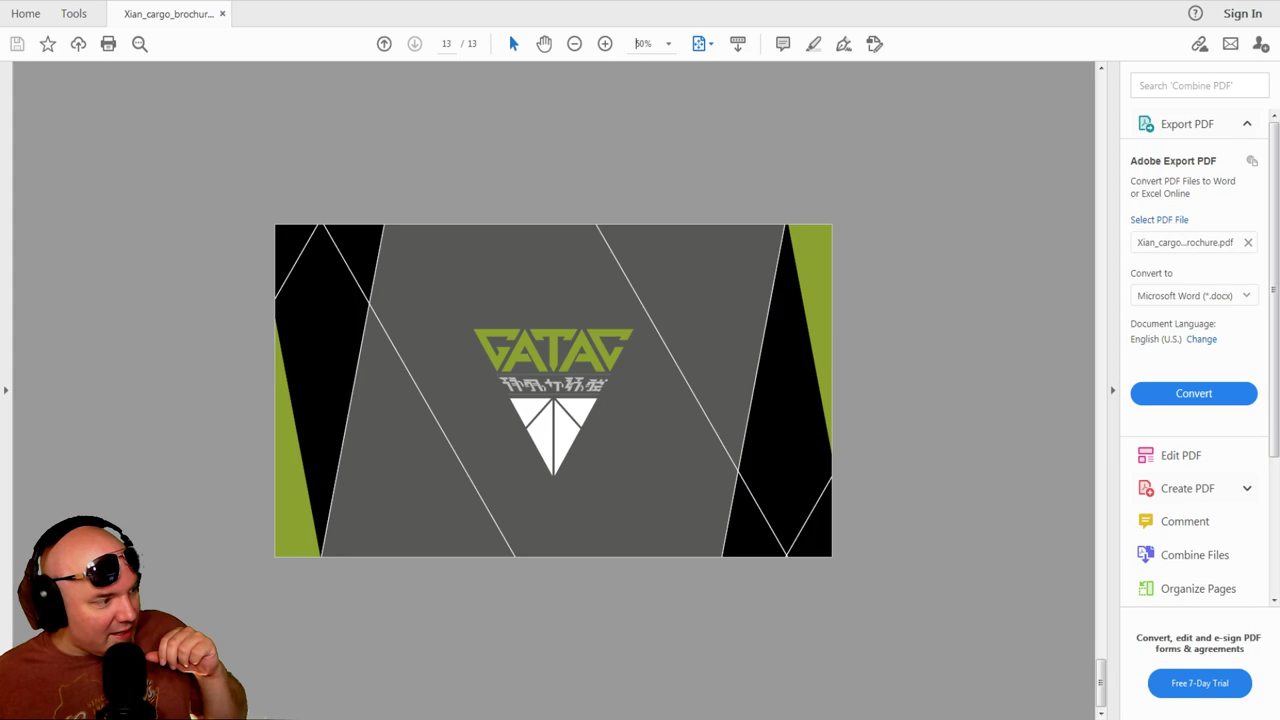 Home
Tools
Xian_cargo_brochur...
Sign In
13 / 13
60%
Search 'Combine PDF'
Export PDF
Adobe Export PDF
Convert PDF Files to Word
or Excel Online
Select PDF File
Xian_cargo...rochure.pdf
Convert to
Microsoft Word (*.docx)
Document Language:
English (U.S.) Change
Convert
Edit PDF
Create PDF
Comment
Combine Files
Organize Pages
Convert, edit and e-sign PDF
forms & agreements
Free 7-Day Trial
GATAC